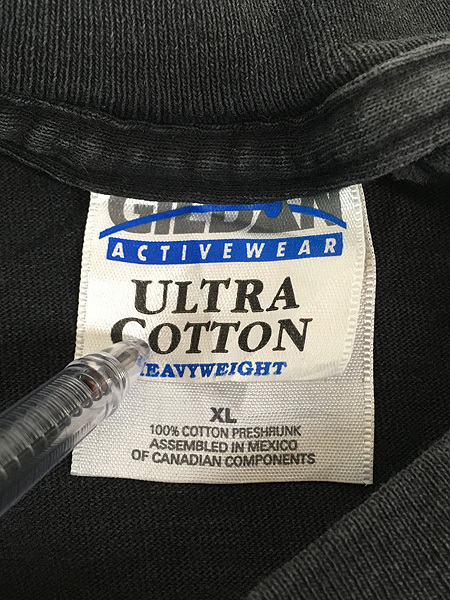 GILDAN
ACTIVEWEAR
ULTRA
COTTON
HEAVYWEIGHT
XL
100% COTTON PRESHRUNK
ASSEMBLED IN MEXICO
OF CANADIAN COMPONENTS